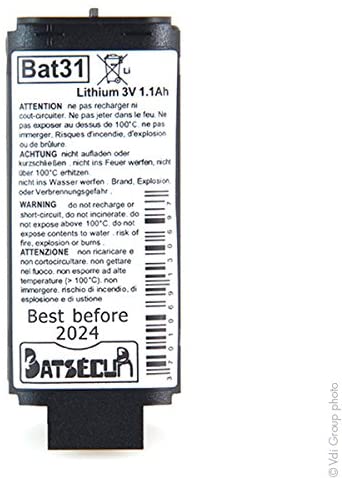 Bat31
Li
Lithium 3V 1.1Ah
ATTENTION ne pas recharger ni
cout-circuiter. Ne pas jeter dans le feu. Ne
pas exposer au dessus de 100°C. ne pas
immerger. Risques d'incendie, d'explosion
ou de brûlure.
ACHTUNG nicht aufladen oder
kurzschließen . nicht ins Feuer werfen, nicht
über 100°C erhitzen.
nicht ins Wasser werfen . Brand, Explosion
oder Verbrennungsgefahr .
WARNING do not recharge or
short-circuit, do not incinerate. do
not expose above 100°C. do not
expose contents to water . risk of
fire, explosion or burns .
ATTENZIONE non ricaricare e
non cortocircuitare. non gettare
nel fuoco. non esporre ad alte
temperature (> 100°C). non
immergere. rischio di incendio, di
esplosione e di ustione
Best before
2024
BATSECUR
3701069130697
© Vdi Group photo